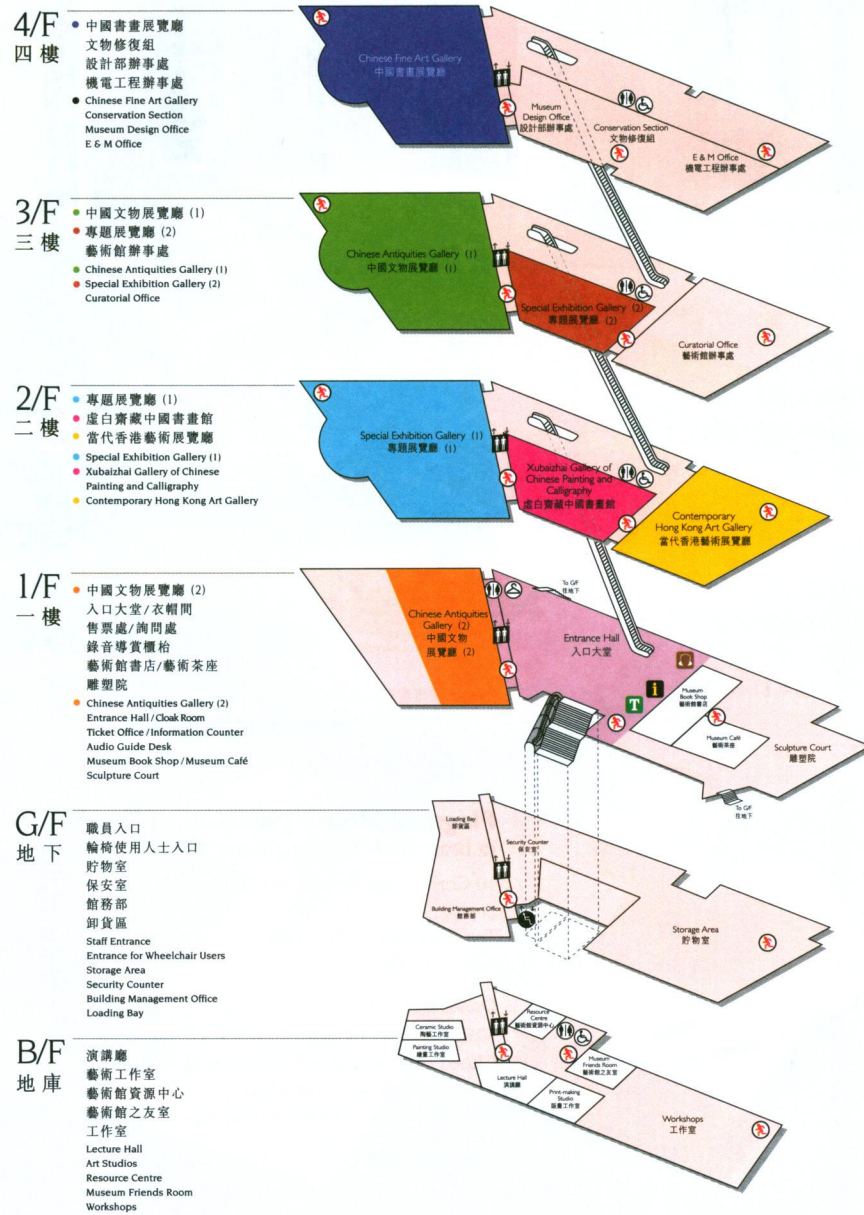 4/F
四樓
中國書畫展覽廳
文物修復組
設計部辦事處
機電工程辦事處
Chinese Fine Art Gallery
Conservation Section
Museum Design Office
E & M Office
Chinese Fine Art Gallery
中國書畫展覽廳
Museum
Design Office
設計部辦事處
Conservation Section
文物修復組
E & M Office
機電工程辦事處
3/F
三樓
中國文物展覽廳 (1)
專題展覽廳 (2)
藝術館辦事處
Chinese Antiquities Gallery (1)
Special Exhibition Gallery (2)
Curatorial Office
Chinese Antiquities Gallery (1)
中國文物展覽廳 (1)
Special Exhibition Gallery (2)
專題展覽廳 (2)
Curatorial Office
藝術館辦事處
2/F
二樓
專題展覽廳 (1)
虛白齋藏中國書畫館
當代香港藝術展覽廳
Special Exhibition Gallery (1)
Xubaizhai Gallery of Chinese
Painting and Calligraphy
Contemporary Hong Kong Art Gallery
Special Exhibition Gallery (1)
專題展覽廳 (1)
Xubaizhai Gallery of
Chinese Painting and
Calligraphy
虛白齋藏中國書畫館
Contemporary
Hong Kong Art Gallery
當代香港藝術展覽廳
1/F
一樓
中國文物展覽廳 (2)
入口大堂/衣帽間
售票處/詢問處
錄音導賞櫃枱
藝術館書店/藝術茶座
雕塑院
Chinese Antiquities Gallery (2)
Entrance Hall / Cloak Room
Ticket Office / Information Counter
Audio Guide Desk
Museum Book Shop / Museum Café
Sculpture Court
Chinese Antiquities
Gallery (2)
中國文物
展覽廳 (2)
To G/F
往地下
Entrance Hall
入口大堂
T
i
Museum
Book Shop
藝術館書店
Museum Café
藝術茶座
Sculpture Court
雕塑院
To G/F
往地下
G/F
地下
職員入口
輪椅使用人士入口
貯物室
保安室
館務部
卸貨區
Staff Entrance
Entrance for Wheelchair Users
Storage Area
Security Counter
Building Management Office
Loading Bay
Loading Bay
卸貨區
Security Counter
保安室
Building Management Office
館務部
Storage Area
貯物室
B/F
地庫
演講廳
藝術工作室
藝術館資源中心
藝術館之友室
工作室
Lecture Hall
Art Studios
Resource Centre
Museum Friends Room
Workshops
Ceramic Studio
陶藝工作室
Painting Studio
繪畫工作室
Resource
Centre
藝術館資源中心
Lecture Hall
演講廳
Print-making
Studio
版畫工作室
Museum
Friends Room
藝術館之友室
Workshops
工作室